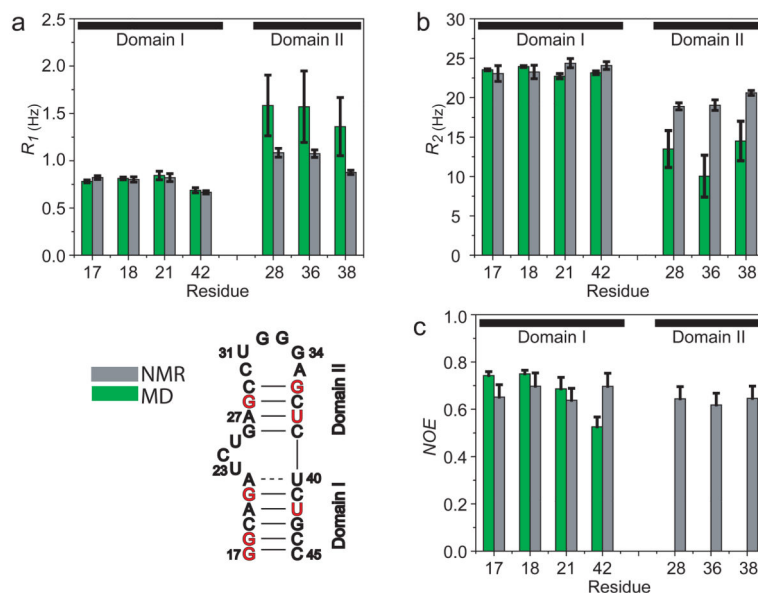 a
Domain I Domain II
R1 (Hz)
2.5
2.0
1.5
1.0
0.5
0.0
17 18 21 42 28 36 38
Residue
b
Domain I Domain II
R2 (Hz)
30
25
20
15
10
5
0
17 18 21 42 28 36 38
Residue
NMR
MD
G G
31 U G 34
C A
C G
G C
27 A U
G C
U
C
23 U
A U 40
G C
A U
C G
G C
17 G C 45
Domain II
Domain I
c
Domain I Domain II
NOE
1.0
0.8
0.6
0.4
0.2
0.0
17 18 21 42 28 36 38
Residue